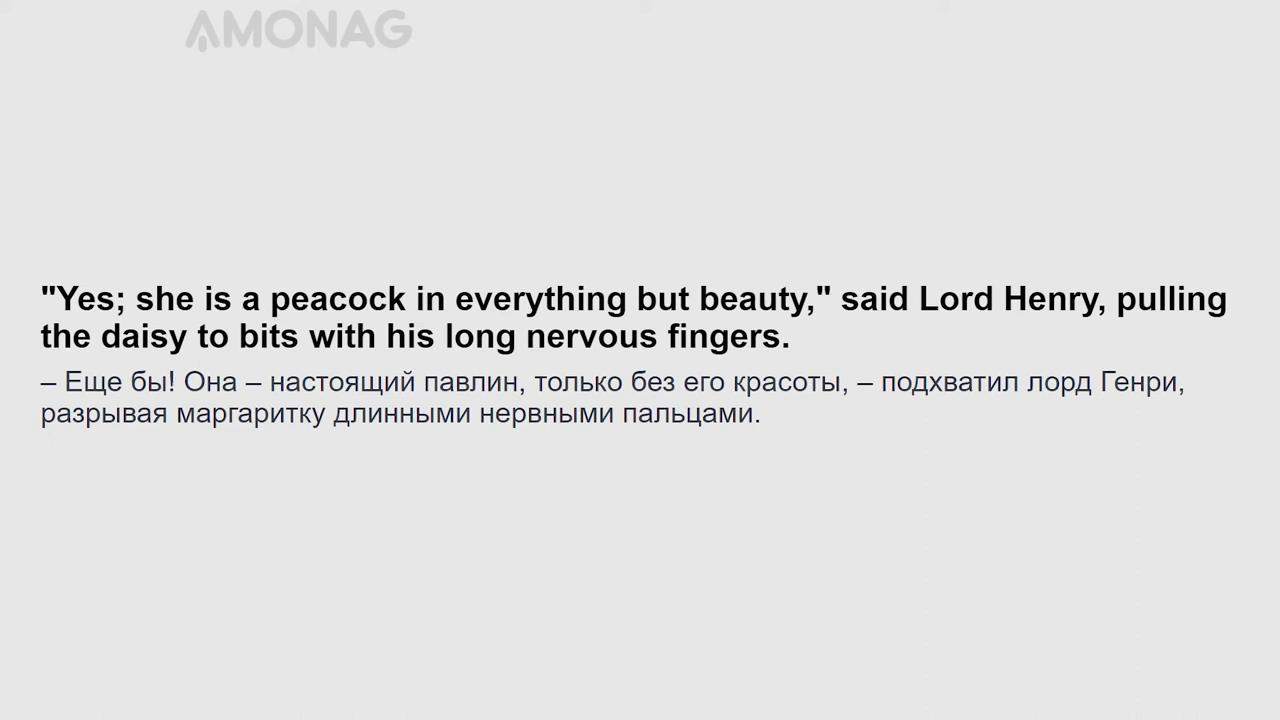 AMONAG
"Yes; she is a peacock in everything but beauty," said Lord Henry, pulling
the daisy to bits with his long nervous fingers.
– Еще бы! Она – настоящий павлин, только без его красоты, – подхватил лорд Генри,
разрывая маргаритку длинными нервными пальцами.